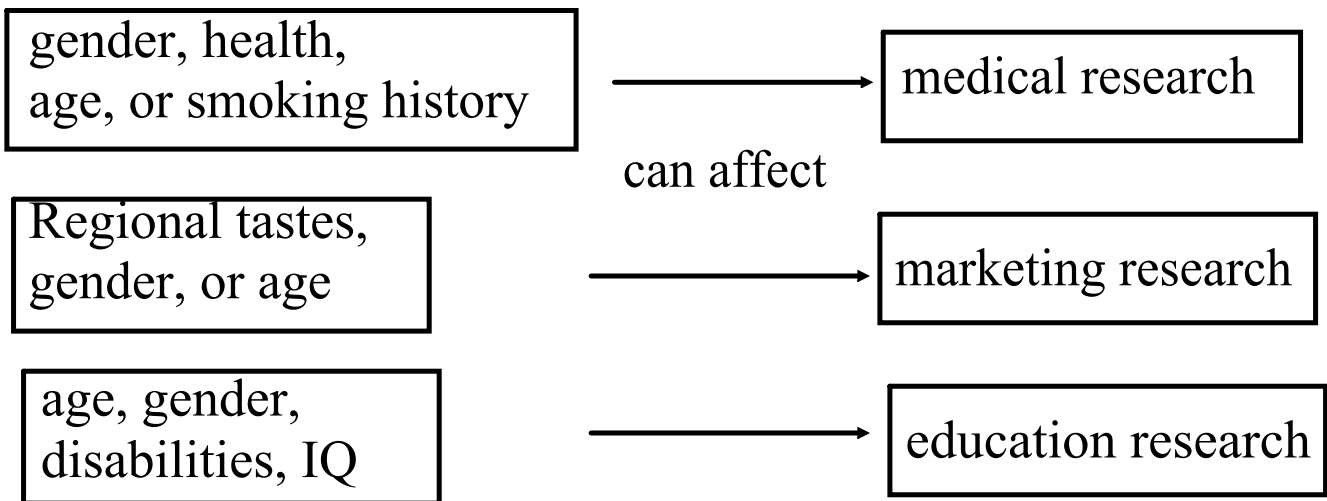 gender, health,
age, or smoking history
medical research
can affect
Regional tastes,
gender, or age
marketing research
age, gender,
disabilities, IQ
education research